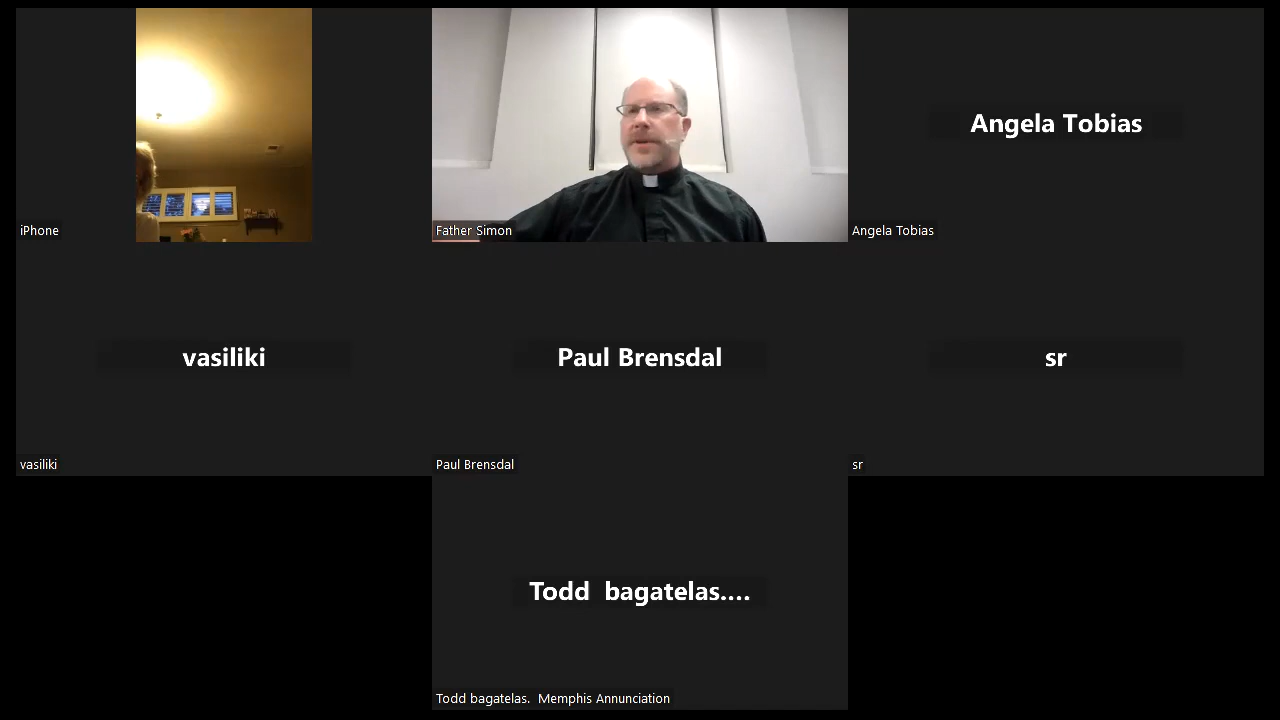 iPhone
Father Simon
Angela Tobias
Angela Tobias
vasiliki
vasiliki
Paul Brensdal
Paul Brensdal
sr
sr
Todd  bagatelas....
Todd bagatelas.  Memphis Annunciation